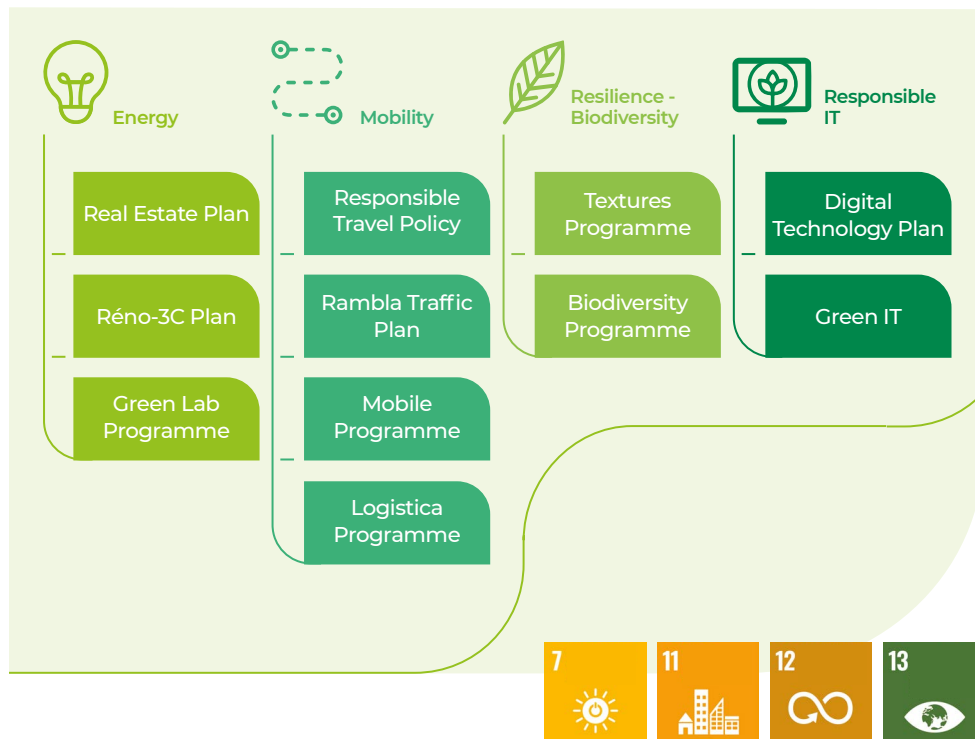 Energy
Real Estate Plan
Réno-3C Plan
Green Lab
Programme
Mobility
Responsible
Travel Policy
Rambla Traffic
Plan
Mobile
Programme
Logistica
Programme
Resilience -
Biodiversity
Textures
Programme
Biodiversity
Programme
Responsible
IT
Digital
Technology Plan
Green IT
7
11
12
13